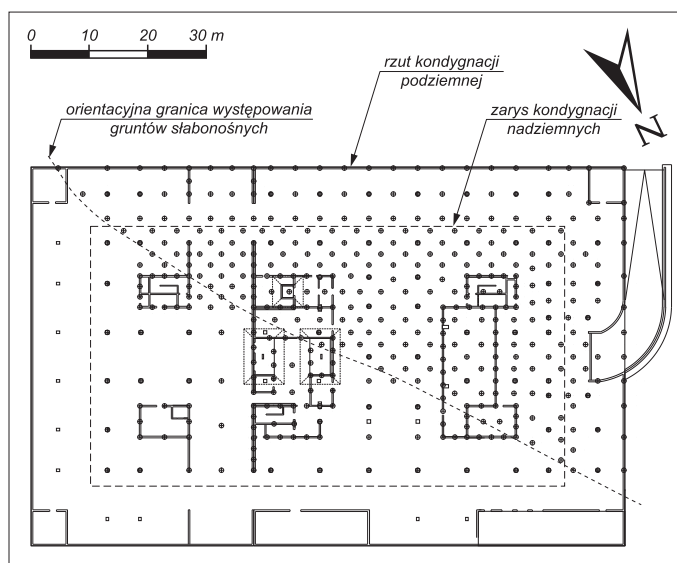 0 10 20 30 m
rzut kondygnacji
podziemnej
orientacyjna granica występowania
gruntów słabonośnych
zarys kondygnacji
nadziemnych
N